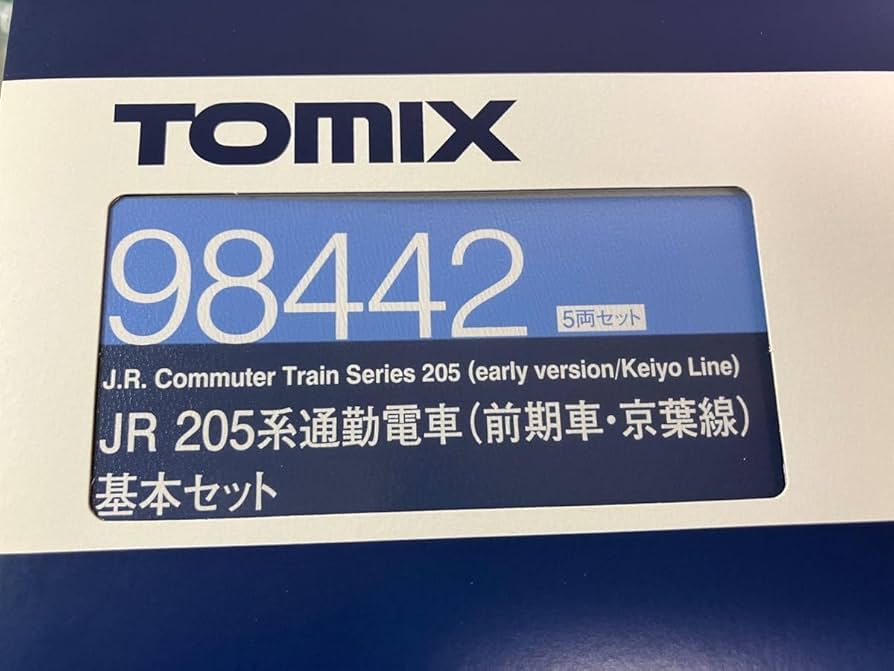 TOMIX
98442 5両セット
J.R. Commuter Train Series 205 (early version/Keiyo Line)
JR 205系通勤電車(前期車・京葉線)
基本セット